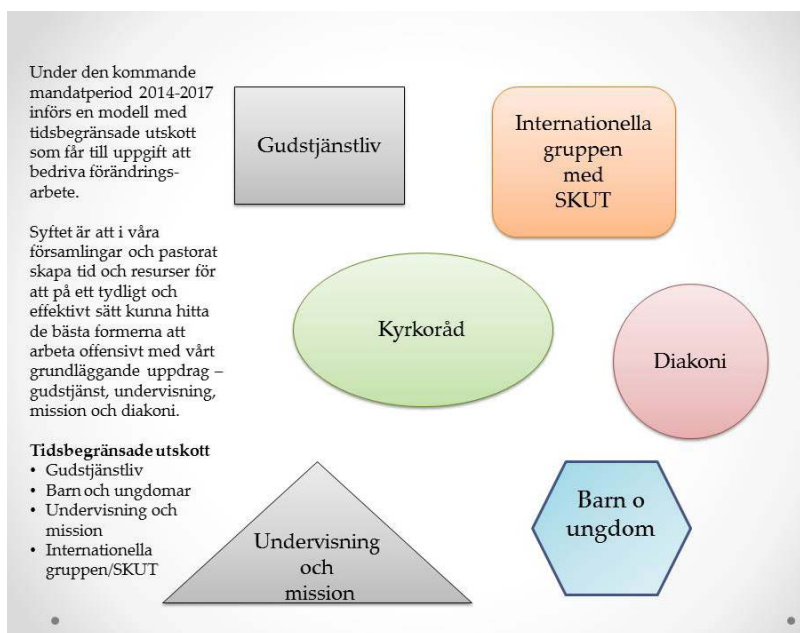 Under den kommande
mandatperiod 2014-2017
införs en modell med
tidsbegränsade utskott
som får till uppgift att
bedriva förändrings-
arbete.
Syftet är att i våra
församlingar och pastorat
skapa tid och resurser för
att på ett tydligt och
effektivt sätt kunna hitta
de bästa formerna att
arbeta offensivt med vårt
grundläggande uppdrag –
gudstjänst, undervisning,
mission och diakoni.
Tidsbegränsade utskott
• Gudstjänstliv
• Barn och ungdomar
• Undervisning och
mission
• Internationella
gruppen/SKUT
Gudstjänstliv
Internationella
gruppen
med
SKUT
Kyrkoråd
Diakoni
Undervisning
och
mission
Barn o
ungdom